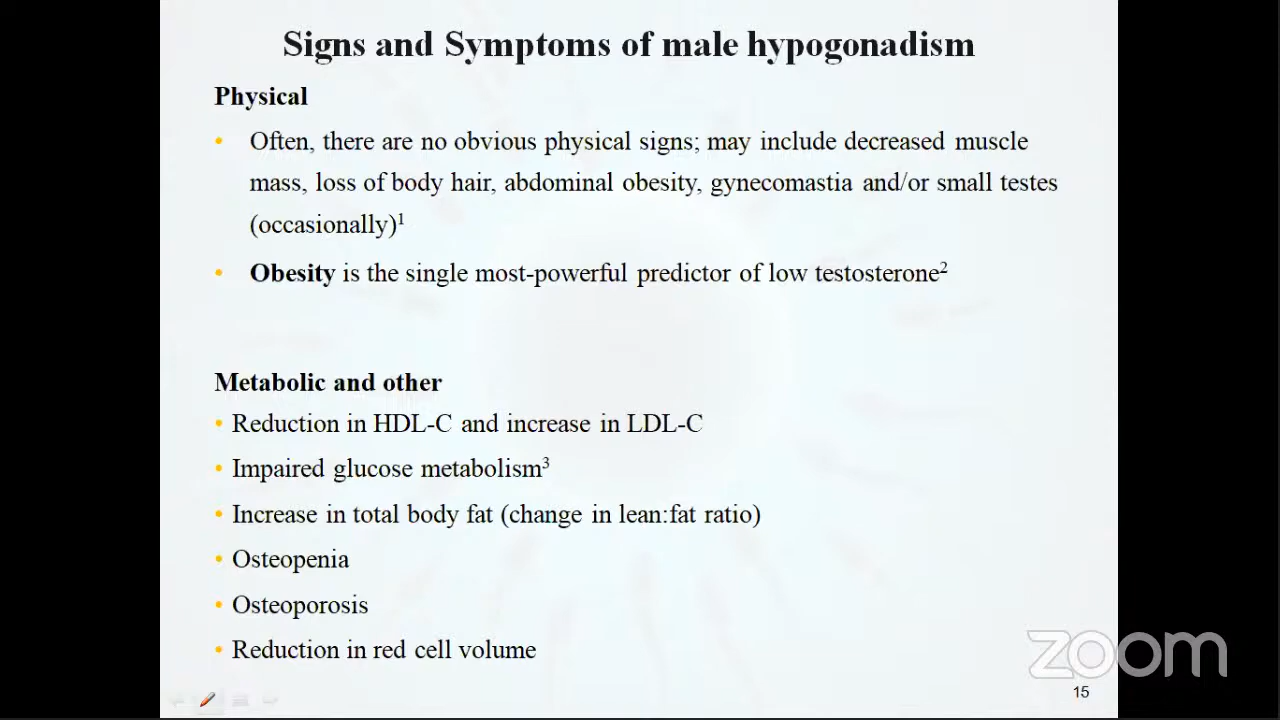 Signs and Symptoms of male hypogonadism
Physical
• Often, there are no obvious physical signs; may include decreased muscle
mass, loss of body hair, abdominal obesity, gynecomastia and/or small testes
(occasionally)¹
• Obesity is the single most-powerful predictor of low testosterone²
Metabolic and other
• Reduction in HDL-C and increase in LDL-C
• Impaired glucose metabolism³
• Increase in total body fat (change in lean:fat ratio)
• Osteopenia
• Osteoporosis
• Reduction in red cell volume
zoom
15